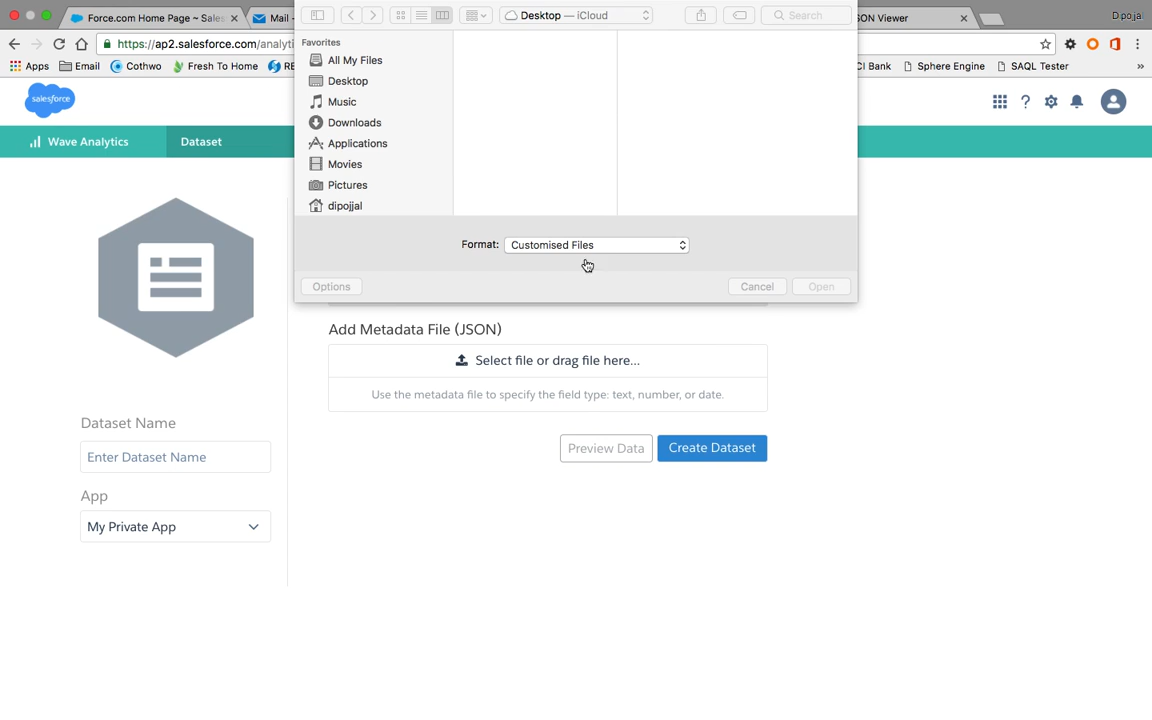 Force.com Home Page ~ Sales
Mail -
Desktop — iCloud
Search
SON Viewer
Dipojjal
https://ap2.salesforce.com/analyti
Apps
Email
Cothwo
Fresh To Home
RE
CI Bank
Sphere Engine
SAQL Tester
»
Favorites
All My Files
Desktop
Music
Downloads
Applications
Movies
Pictures
dipojjal
salesforce
Wave Analytics
Dataset
Format:
Customised Files
Options
Cancel
Open
Add Metadata File (JSON)
Select file or drag file here...
Use the metadata file to specify the field type: text, number, or date.
Preview Data
Create Dataset
Dataset Name
Enter Dataset Name
App
My Private App